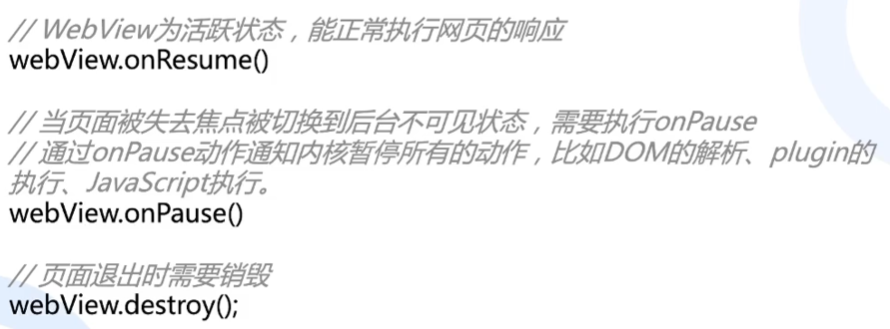 // WebView为活跃状态，能正常执行网页的响应
webView.onResume()
// 当页面被失去焦点被切换到后台不可见状态，需要执行onPause
// 通过onPause动作通知内核暂停所有的动作，比如DOM的解析、plugin的
执行、JavaScript执行。
webView.onPause()
// 页面退出时需要销毁
webView.destroy();